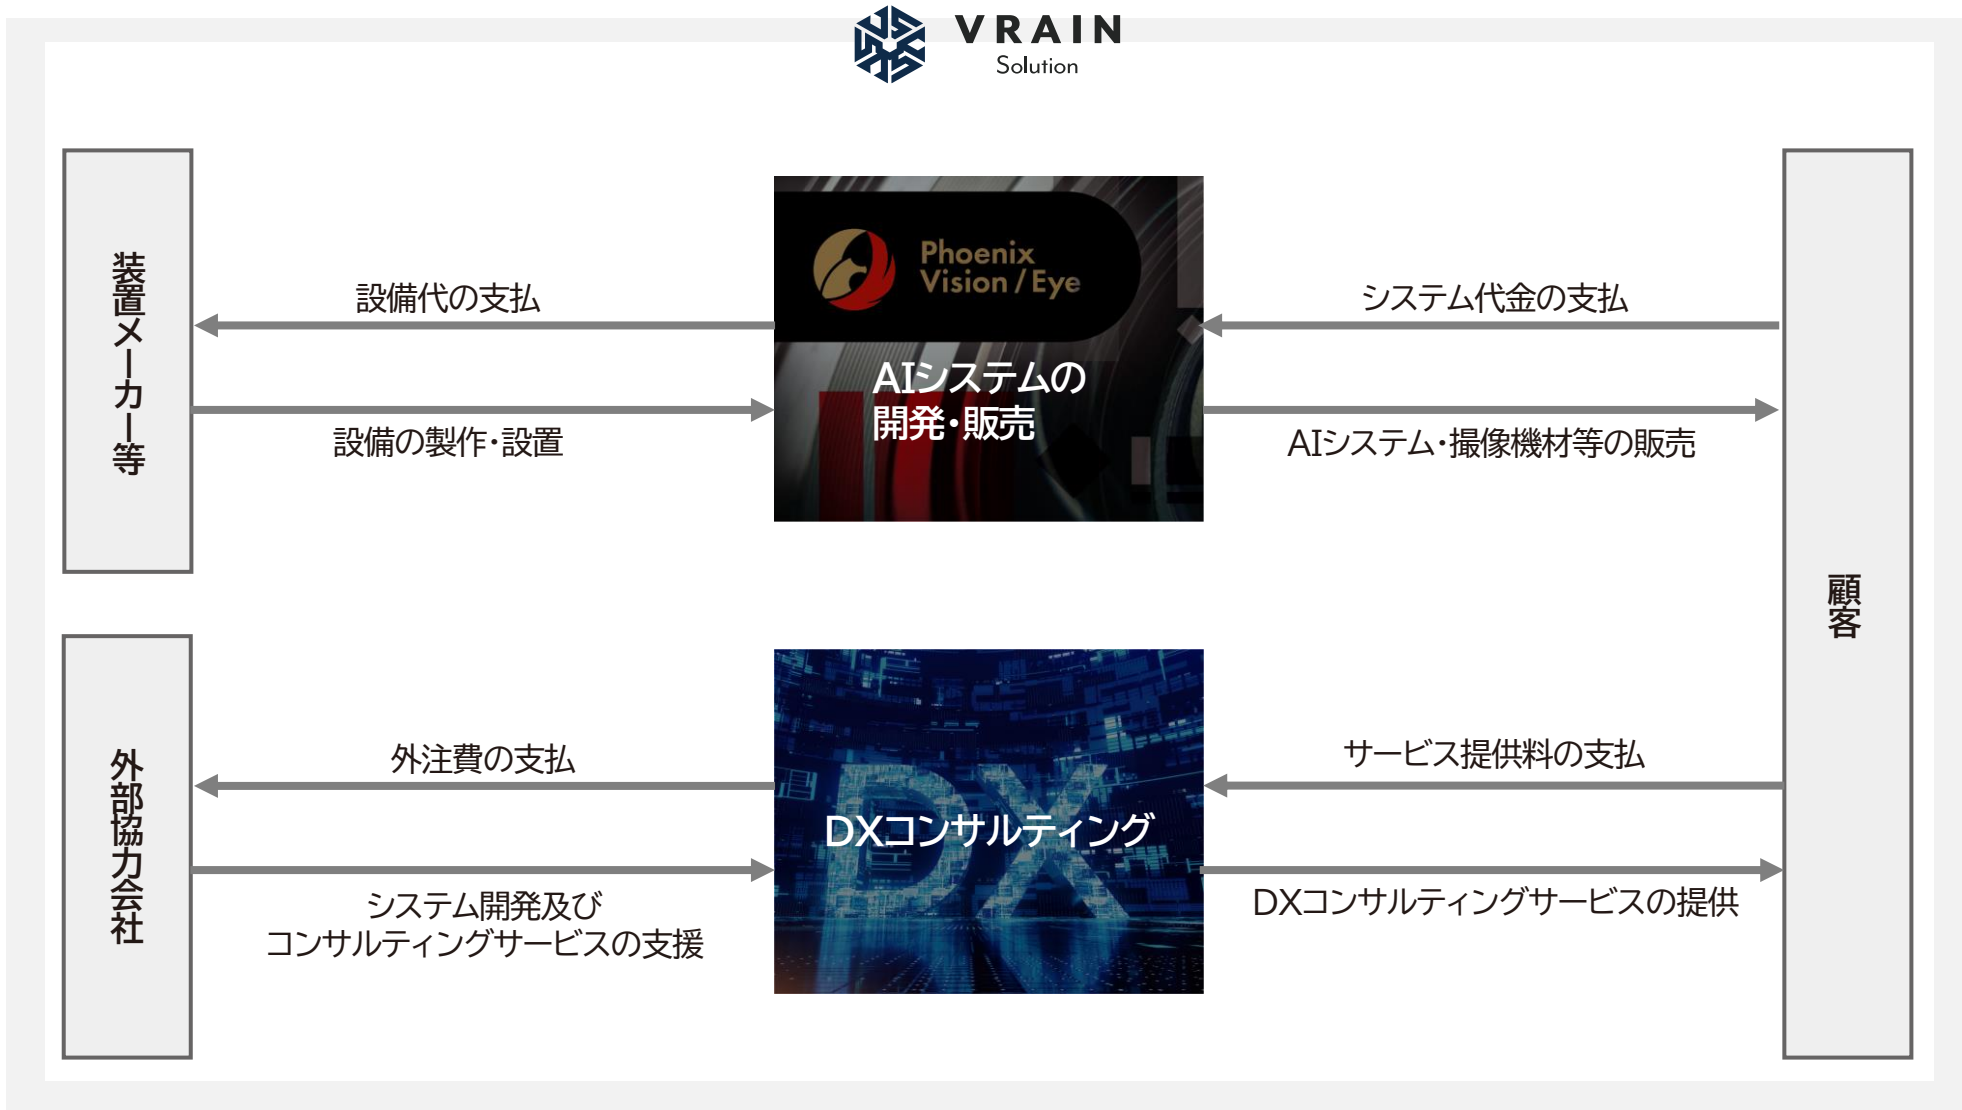 VRAIN
Solution
装置メーカー等
設備代の支払
設備の製作・設置
Phoenix
Vision / Eye
AIシステムの
開発・販売
システム代金の支払
AIシステム・撮像機材等の販売
顧客
外部協力会社
外注費の支払
システム開発及び
コンサルティングサービスの支援
DX
DXコンサルティング
サービス提供料の支払
DXコンサルティングサービスの提供